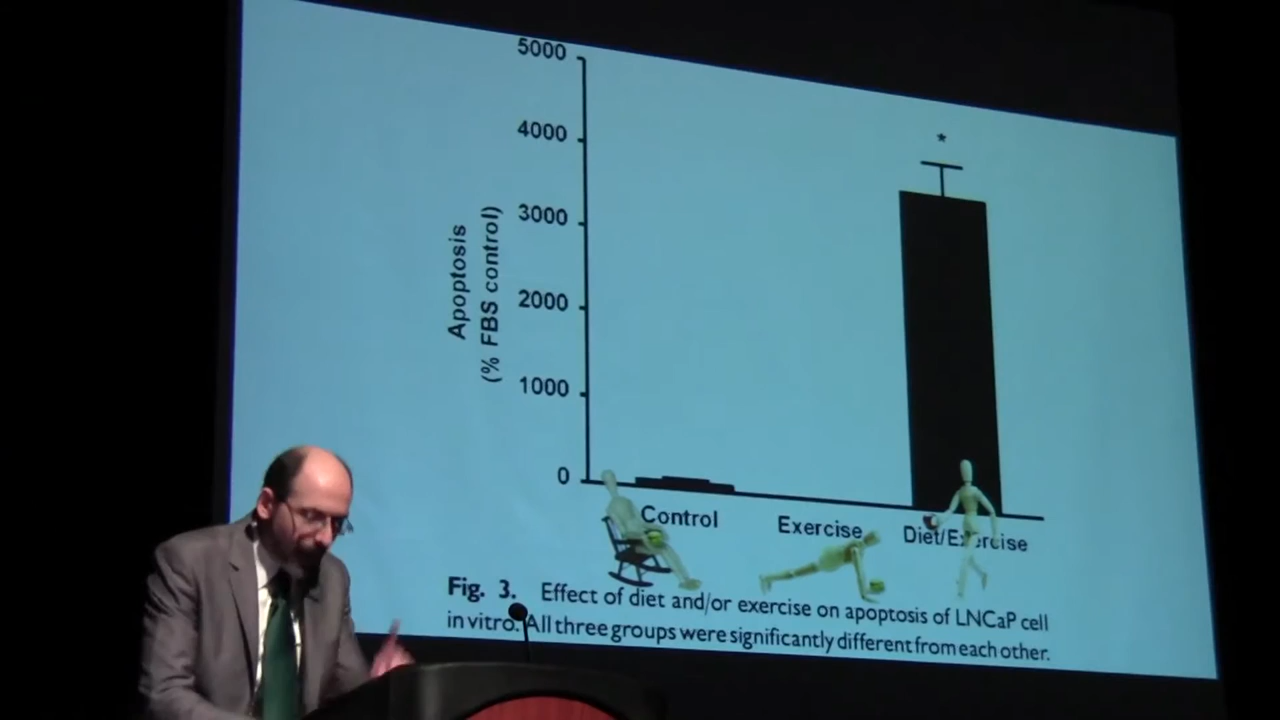 5000
4000
3000
2000
1000
0
Apoptosis
(% FBS control)
*
Control
Exercise
Diet/Exercise
Fig. 3. Effect of diet and/or exercise on apoptosis of LNCaP cell
in vitro. All three groups were significantly different from each other.